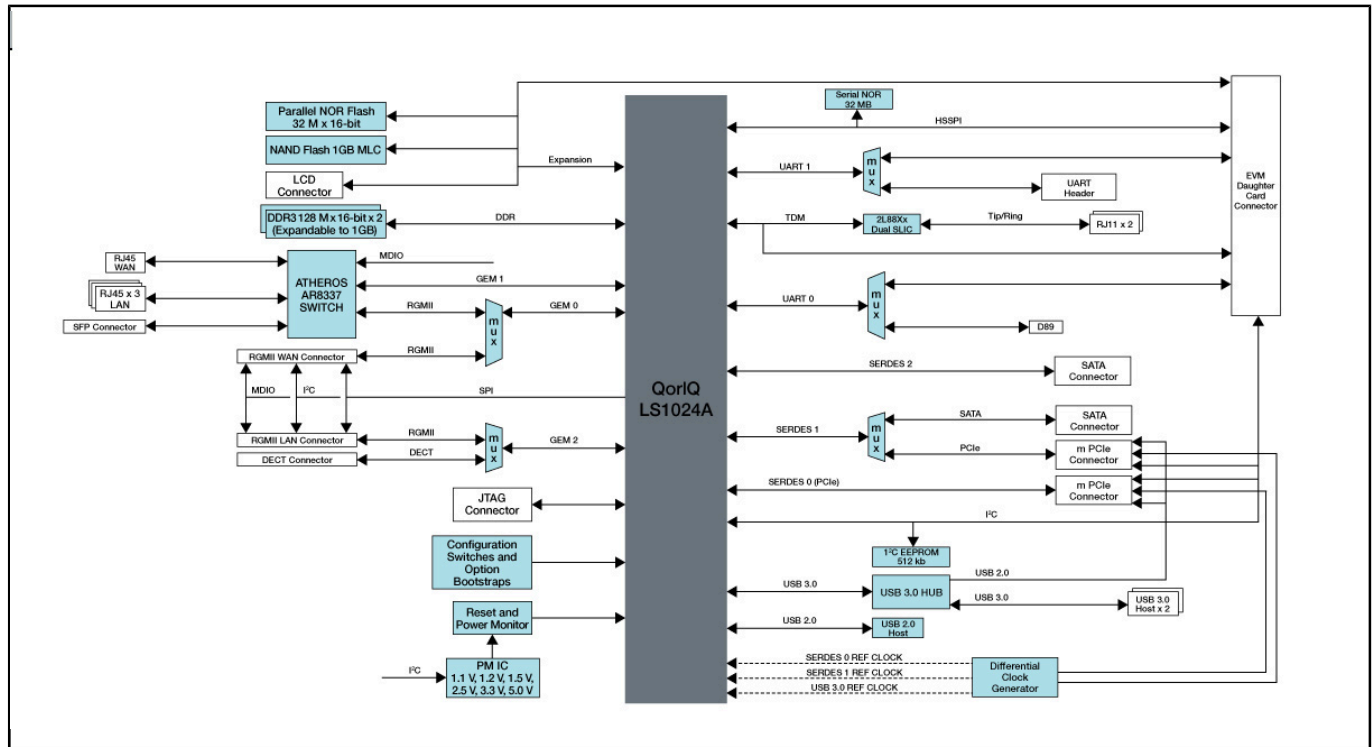 Parallel NOR Flash
32 M x 16-bit
NAND Flash 1GB MLC
LCD
Connector
Expansion
DDR3 128 M x 16-bit x 2
(Expandable to 1GB)
DDR
RJ45
WAN
RJ45 x 3
LAN
SFP Connector
ATHEROS
AR8337
SWITCH
MDIO
GEM 1
RGMII
mux
GEM 0
RGMII WAN Connector
RGMII
MDIO
I²C
SPI
RGMII LAN Connector
RGMII
mux
GEM 2
DECT Connector
DECT
JTAG
Connector
Configuration
Switches and
Option
Bootstraps
Reset and
Power Monitor
I²C
PM IC
1.1 V, 1.2 V, 1.5 V,
2.5 V, 3.3 V, 5.0 V
QorIQ
LS1024A
Serial NOR
32 MB
HSSPI
UART 1
mux
UART
Header
TDM
2L88Xx
Dual SLIC
Tip/Ring
RJ11 x 2
EVM
Daughter
Card
Connector
UART 0
mux
D89
SERDES 2
SATA
Connector
SERDES 1
mux
SATA
SATA
Connector
PCIe
m PCIe
Connector
SERDES 0 (PCIe)
m PCIe
Connector
I²C
1²C EEPROM
512 kb
USB 3.0
USB 3.0 HUB
USB 2.0
USB 3.0
USB 3.0
Host x 2
USB 2.0
USB 2.0
Host
SERDES 0 REF CLOCK
SERDES 1 REF CLOCK
USB 3.0 REF CLOCK
Differential
Clock
Generator